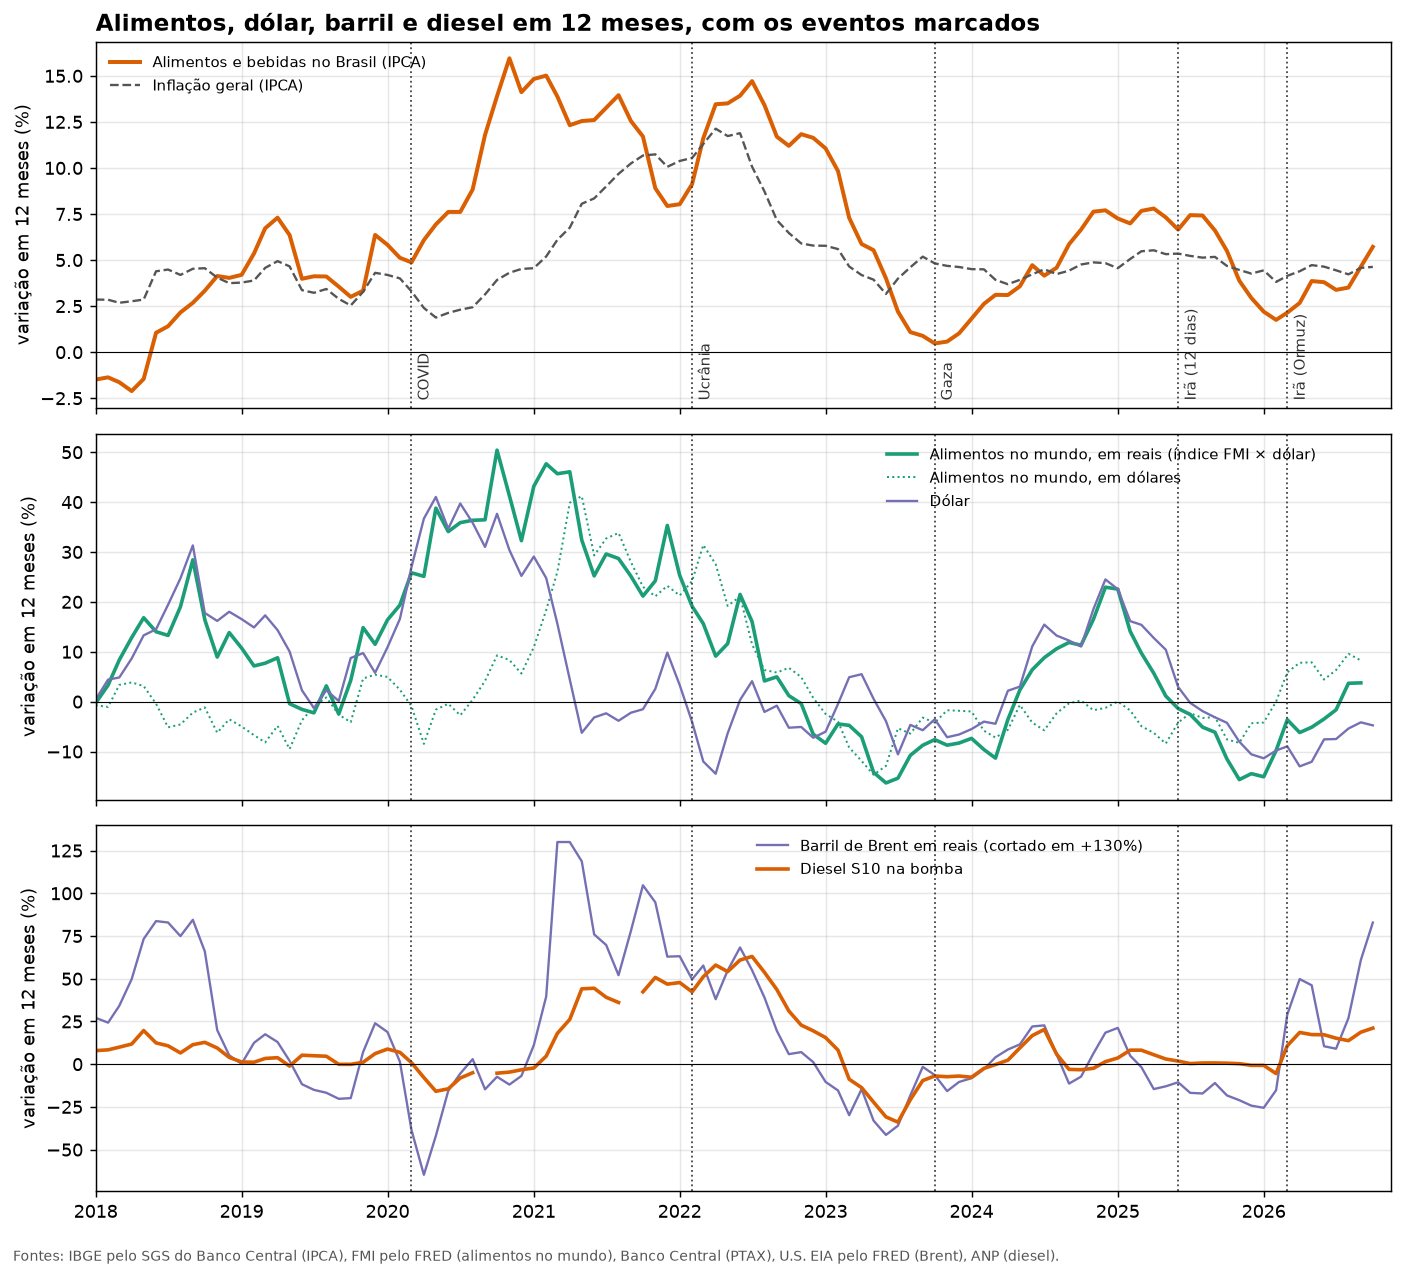 Alimentos, dólar, barril e diesel em 12 meses, com os eventos marcados
Alimentos e bebidas no Brasil (IPCA)
Inflação geral (IPCA)
variação em 12 meses (%)
15.0
12.5
10.0
7.5
5.0
2.5
0.0
−2.5
COVID
Ucrânia
Gaza
Irã (12 dias)
Irã (Ormuz)
Alimentos no mundo, em reais (índice FMI × dólar)
Alimentos no mundo, em dólares
Dólar
variação em 12 meses (%)
50
40
30
20
10
0
−10
Barril de Brent em reais (cortado em +130%)
Diesel S10 na bomba
variação em 12 meses (%)
125
100
75
50
25
0
−25
−50
2018 2019 2020 2021 2022 2023 2024 2025 2026
Fontes: IBGE pelo SGS do Banco Central (IPCA), FMI pelo FRED (alimentos no mundo), Banco Central (PTAX), U.S. EIA pelo FRED (Brent), ANP (diesel).